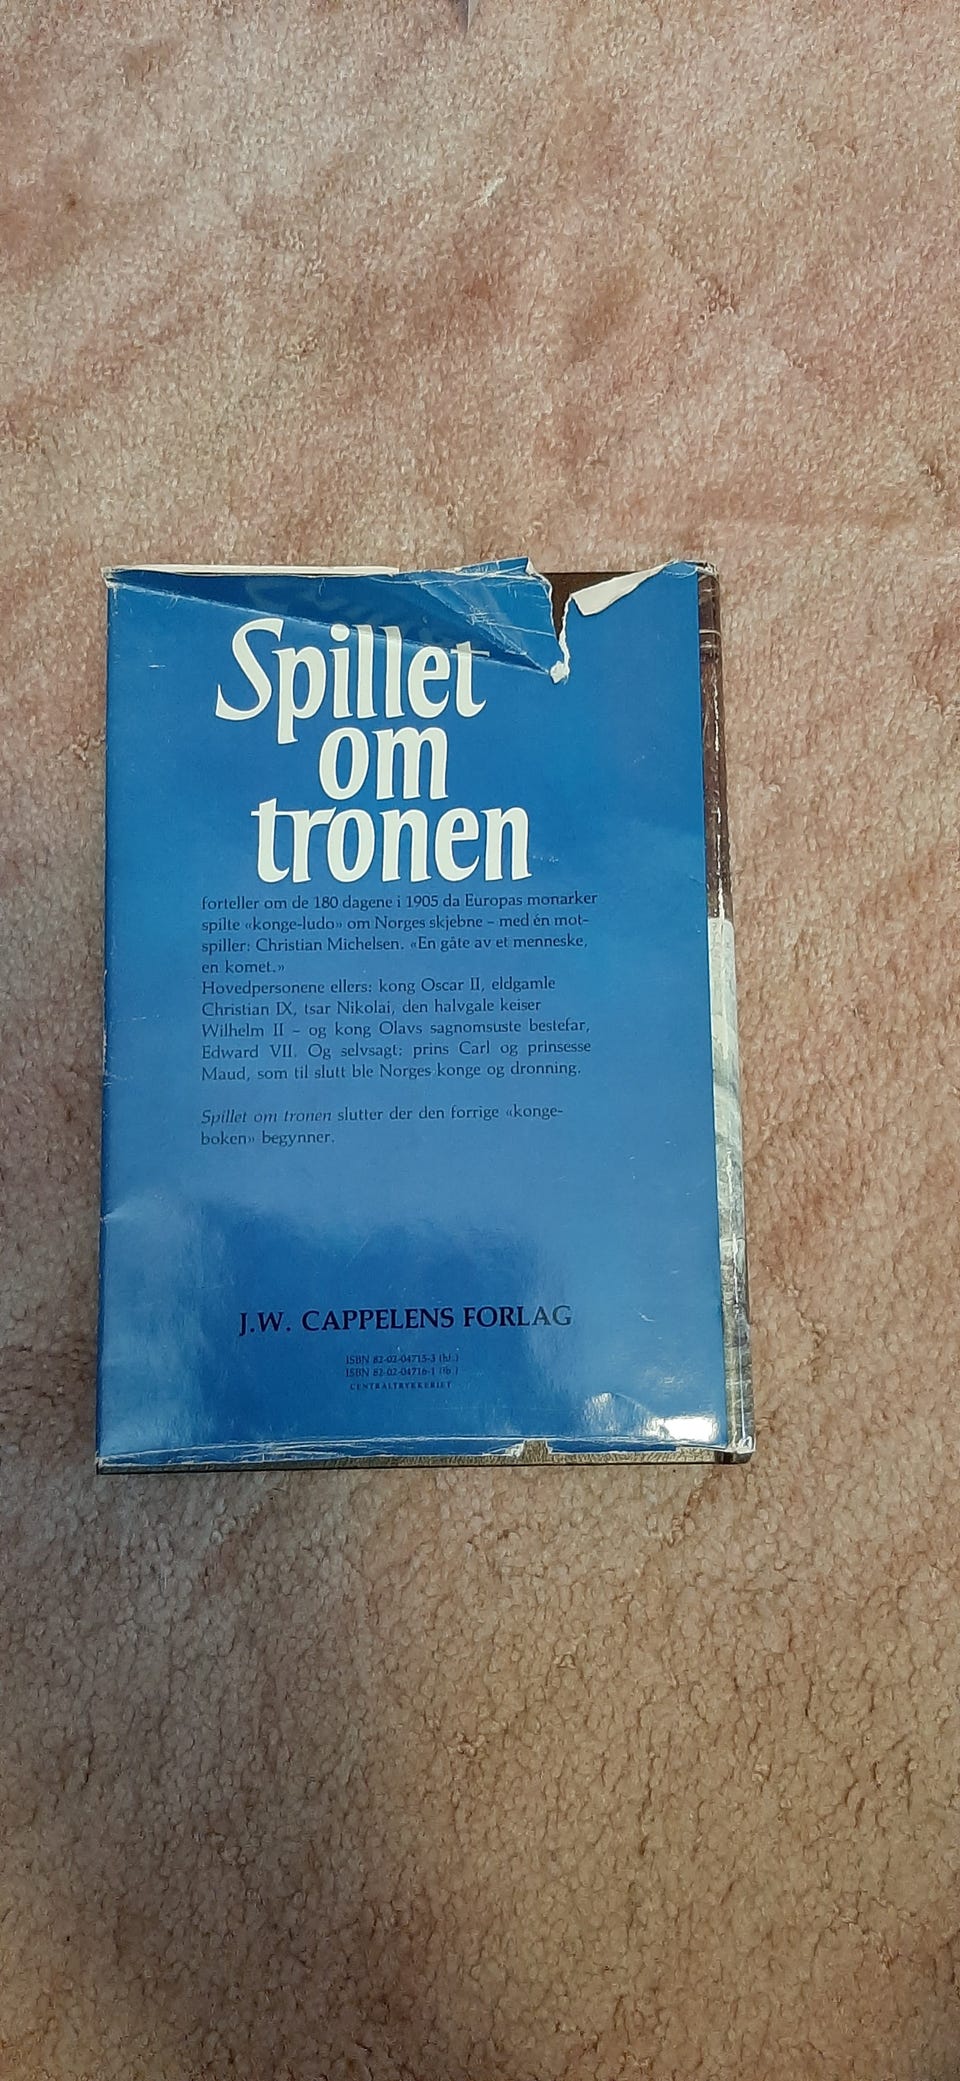 Spillet
om
tronen
forteller om de 180 dagene i 1905 da Europas monarker
spilte «konge-ludo» om Norges skjebne – med én mot-
spiller: Christian Michelsen. «En gåte av et menneske,
en komet.»
Hovedpersonene ellers: kong Oscar II, eldgamle
Christian IX, tsar Nikolai, den halvgale keiser
Wilhelm II – og kong Olavs sagnomsuste bestefar,
Edward VII. Og selvsagt: prins Carl og prinsesse
Maud, som til slutt ble Norges konge og dronning.
Spillet om tronen slutter der den forrige «konge-
boken» begynner.
J.W. CAPPELENS FORLAG
ISBN 82-02-04715-3 (hf.)
ISBN 82-02-04716-1 (ib.)
CENTRALTRYKKERIET